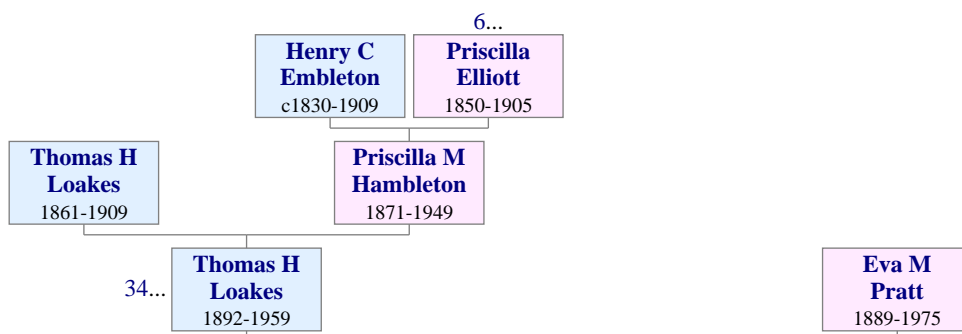 6...
Henry C
Embleton
c1830-1909
Priscilla
Elliott
1850-1905
Thomas H
Loakes
1861-1909
Priscilla M
Hambleton
1871-1949
34...
Thomas H
Loakes
1892-1959
Eva M
Pratt
1889-1975